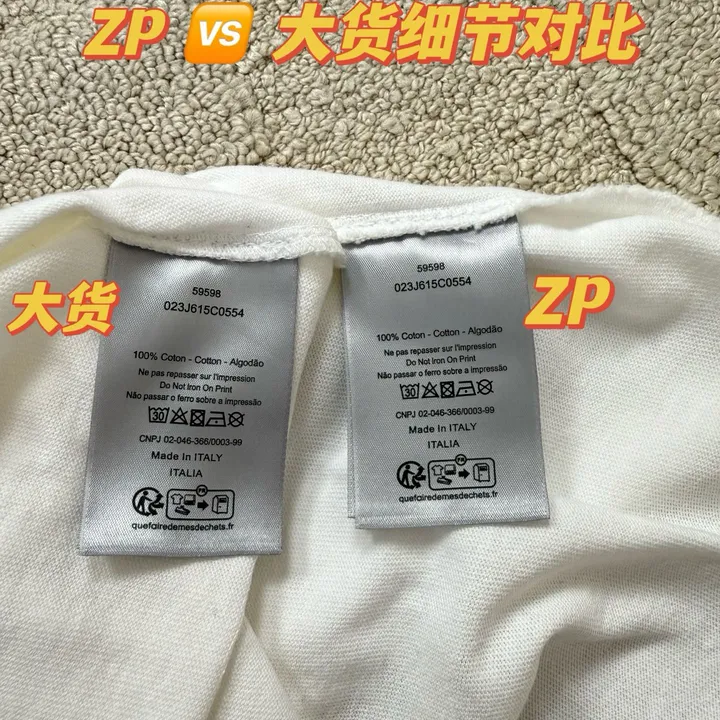 ZP VS 大货细节对比
大货
59598
023J615C0554
100% Coton - Cotton - Algodão
Ne pas repasser sur l'impression
Do Not Iron On Print
Não passar o ferro sobre a impressão
30
CNPJ 02-046-366/0003-99
Made In ITALY
ITALIA
FR
quefairedemesdechets.fr
ZP
59598
023J615C0554
100% Coton - Cotton - Algodão
Ne pas repasser sur l'impression
Do Not Iron On Print
Não passar o ferro sobre a impressão
30
CNPJ 02-046-366/0003-99
Made In ITALY
ITALIA
FR
quefairedemesdechets.fr